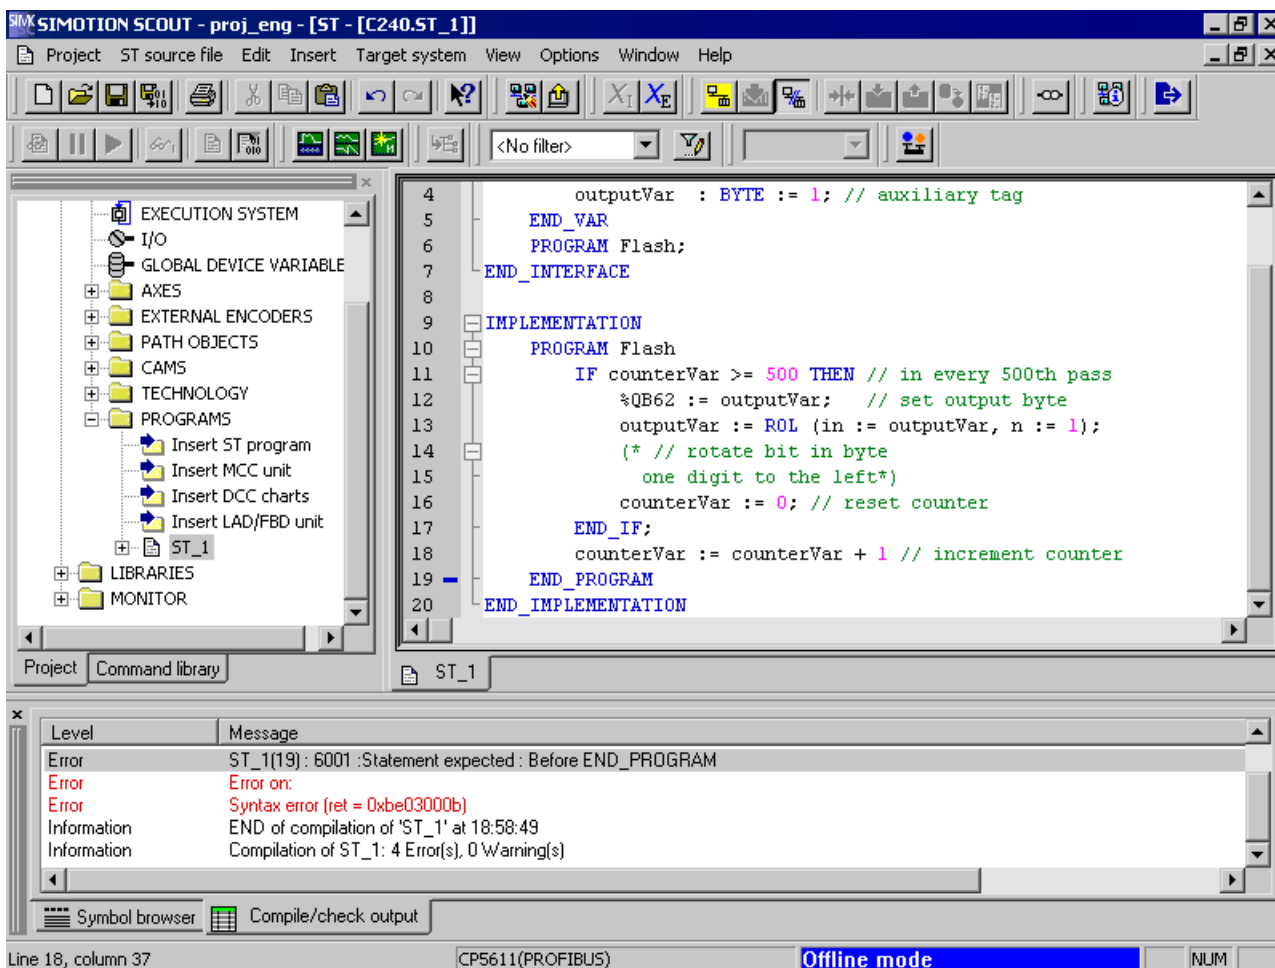 SIMOTION SCOUT - proj_eng - [ST - [C240.ST_1]]
Project ST source file Edit Insert Target system View Options Window Help
<No filter>
EXECUTION SYSTEM
I/O
GLOBAL DEVICE VARIABLE
AXES
EXTERNAL ENCODERS
PATH OBJECTS
CAMS
TECHNOLOGY
PROGRAMS
Insert ST program
Insert MCC unit
Insert DCC charts
Insert LAD/FBD unit
ST_1
LIBRARIES
MONITOR
Project Command library
4 outputVar : BYTE := 1; // auxiliary tag
5 END_VAR
6 PROGRAM Flash;
7 END_INTERFACE
8
9 IMPLEMENTATION
10 PROGRAM Flash
11 IF counterVar >= 500 THEN // in every 500th pass
12 %QB62 := outputVar; // set output byte
13 outputVar := ROL (in := outputVar, n := 1);
14 (* // rotate bit in byte
15 one digit to the left*)
16 counterVar := 0; // reset counter
17 END_IF;
18 counterVar := counterVar + 1 // increment counter
19 END_PROGRAM
20 END_IMPLEMENTATION
ST_1
Level Message
Error ST_1(19) : 6001 :Statement expected : Before END_PROGRAM
Error Error on:
Error Syntax error (ret = 0xbe03000b)
Information END of compilation of 'ST_1' at 18:58:49
Information Compilation of ST_1: 4 Error(s), 0 Warning(s)
Symbol browser Compile/check output
Line 18, column 37 CP5611(PROFIBUS) Offline mode NUM